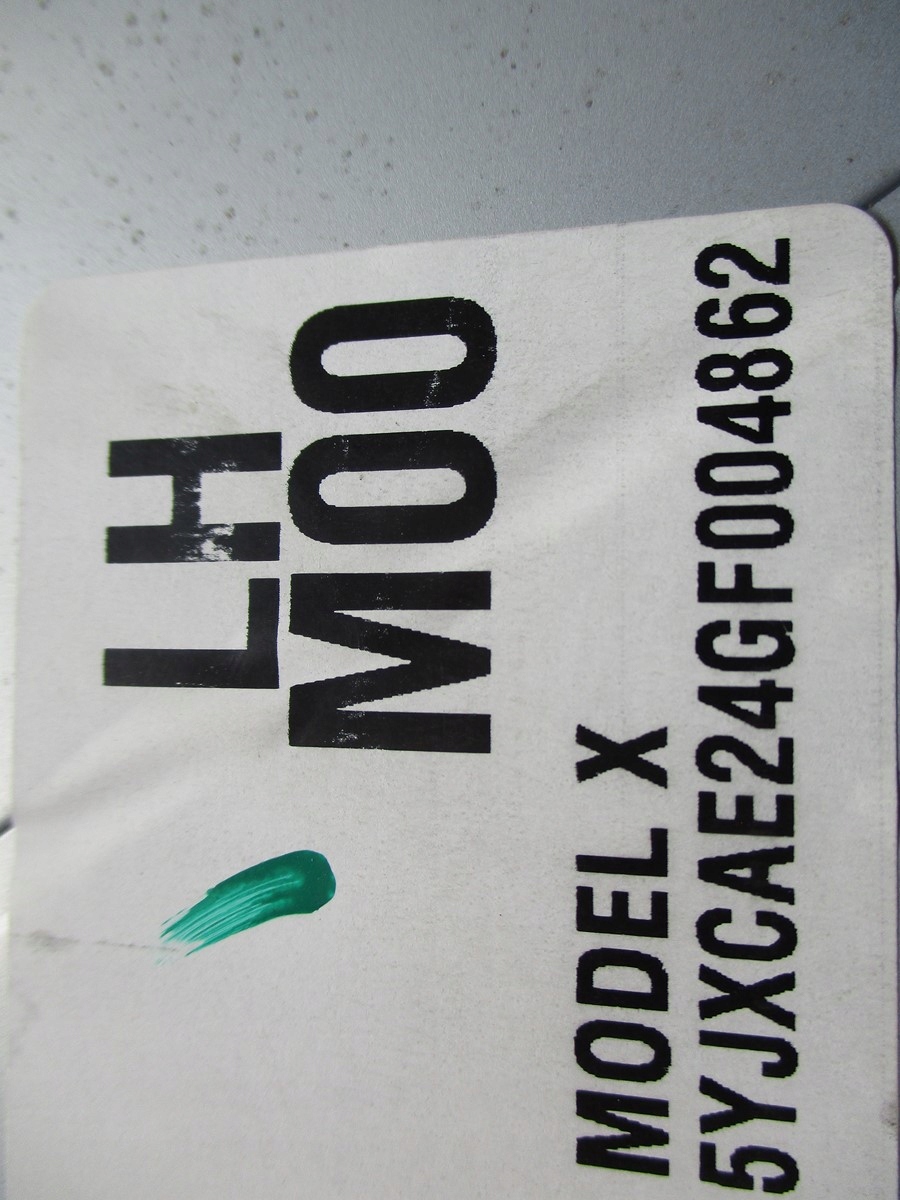 LH
M00
MODEL X
5YJXCAE24GF004862